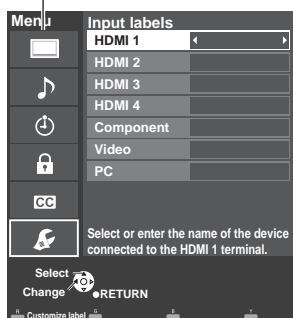 Menu
Input labels
HDMI 1
HDMI 2
HDMI 3
HDMI 4
Component
Video
PC
CC
Select or enter the name of the device
connected to the HDMI 1 terminal.
Select
Change
RETURN
R G B Y
Customize label